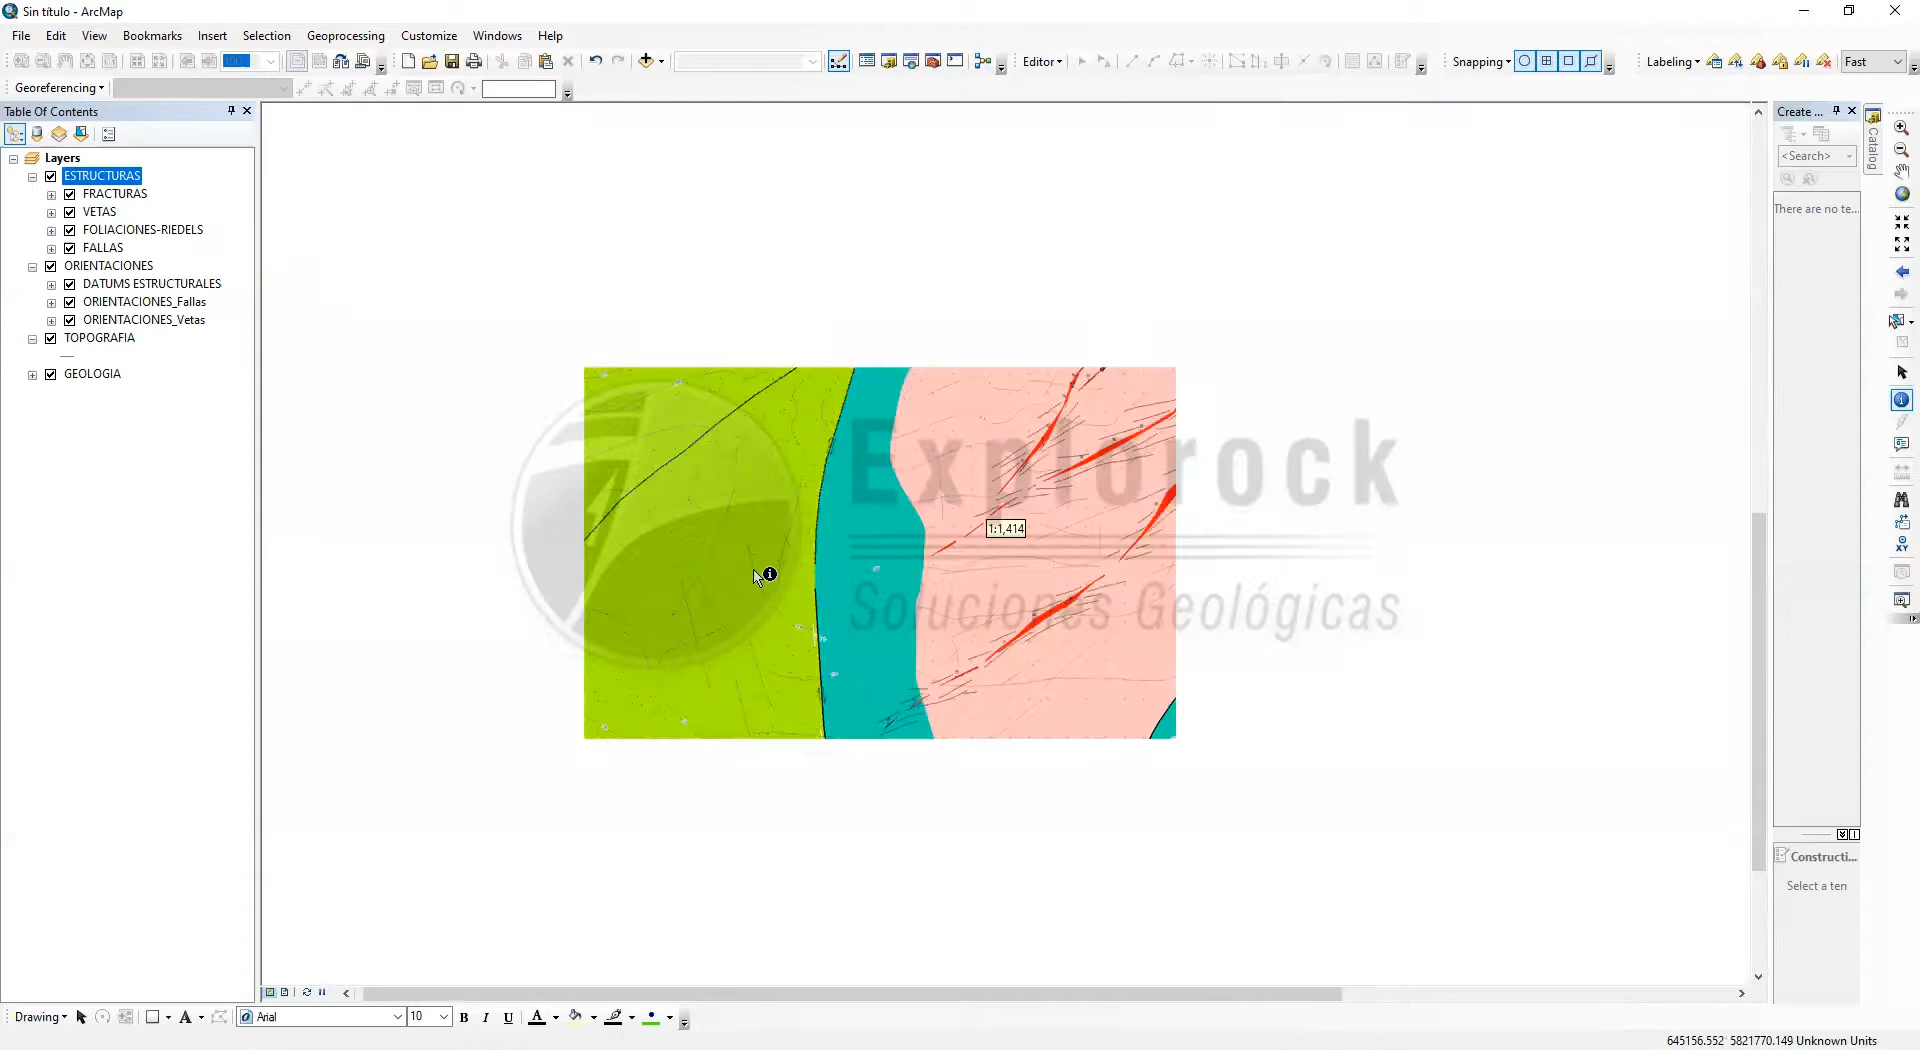 Sin título - ArcMap
File Edit View Bookmarks Insert Selection Geoprocessing Customize Windows Help
Editor Snapping Labeling Fast
Georeferencing
Table Of Contents
Create ...
Catalog
<Search>
There are no te...
Layers
ESTRUCTURAS
FRACTURAS
VETAS
FOLIACIONES-RIEDELS
FALLAS
ORIENTACIONES
DATUMS ESTRUCTURALES
ORIENTACIONES_Fallas
ORIENTACIONES_Vetas
TOPOGRAFIA
GEOLOGIA
Explorock
1:1,414
Soluciones Geológicas
XY
Constructi...
Select a ten
Drawing A Arial 10 B I U A
645156.552 5821770.149 Unknown Units